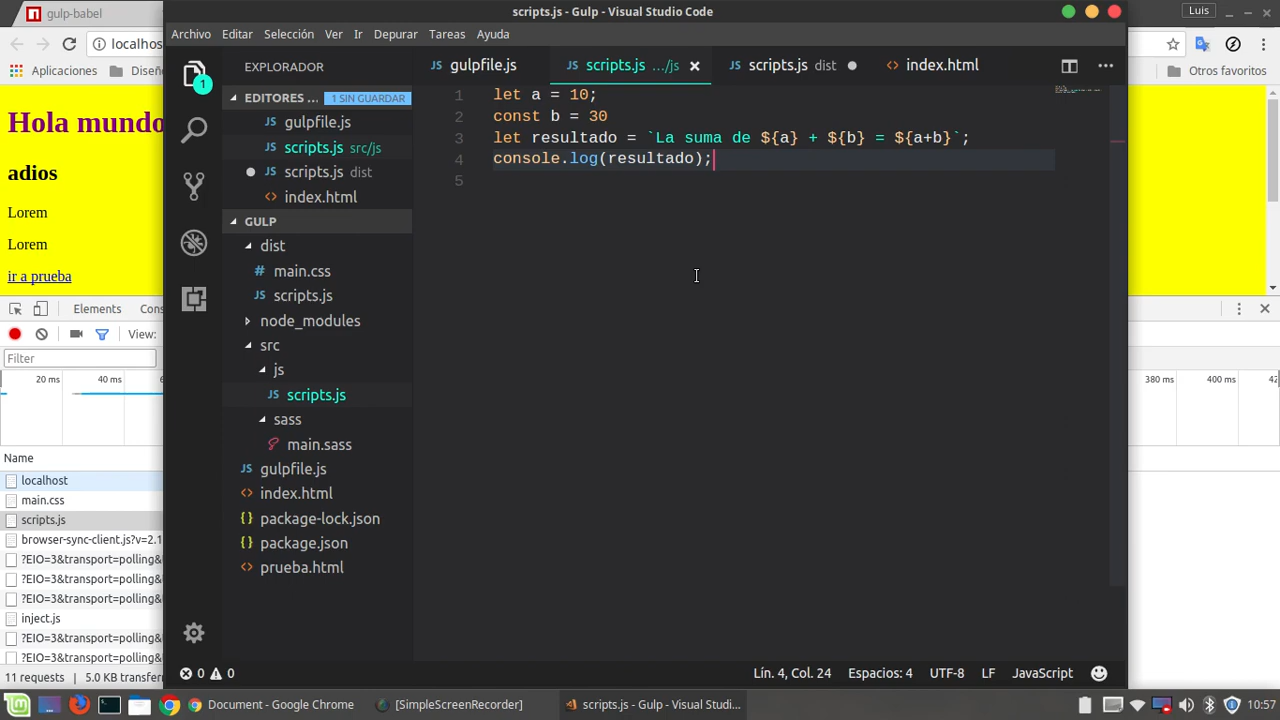 gulp-babel
scripts.js - Gulp - Visual Studio Code
Luis
localhos
Archivo Editar Selección Ver Ir Depurar Tareas Ayuda
Aplicaciones Diseñ
Otros favoritos
EXPLORADOR
gulpfile.js
scripts.js .../js
scripts.js dist
index.html
Hola mundo
adios
Lorem
Lorem
ir a prueba
EDITORES ... 1 SIN GUARDAR
gulpfile.js
scripts.js src/js
scripts.js dist
index.html
GULP
dist
main.css
scripts.js
node_modules
src
js
scripts.js
sass
main.sass
gulpfile.js
index.html
package-lock.json
package.json
prueba.html
1 let a = 10;
2 const b = 30
3 let resultado = `La suma de ${a} + ${b} = ${a+b}`;
4 console.log(resultado);
5
Elements Cons
View:
Filter
20 ms 40 ms 380 ms 400 ms
Name
localhost
main.css
scripts.js
browser-sync-client.js?v=2.1
?EIO=3&transport=polling&
?EIO=3&transport=polling&
?EIO=3&transport=polling&
inject.js
?EIO=3&transport=polling&
?EIO=3&transport=polling&
11 requests 5.0 KB transfer
0 0
Lín. 4, Col. 24 Espacios: 4 UTF-8 LF JavaScript
Document - Google Chrome [SimpleScreenRecorder] scripts.js - Gulp - Visual Studi... 10:57